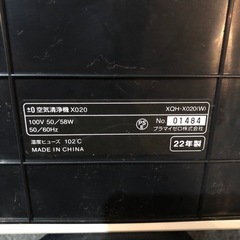 ±0 空気清浄機 X020
XQH-X020(W)
100V 50／58W
50／60Hz
PSE
No. 01484
プラマイゼロ株式会社
温度ヒューズ 102℃
22年製
MADE IN CHINA